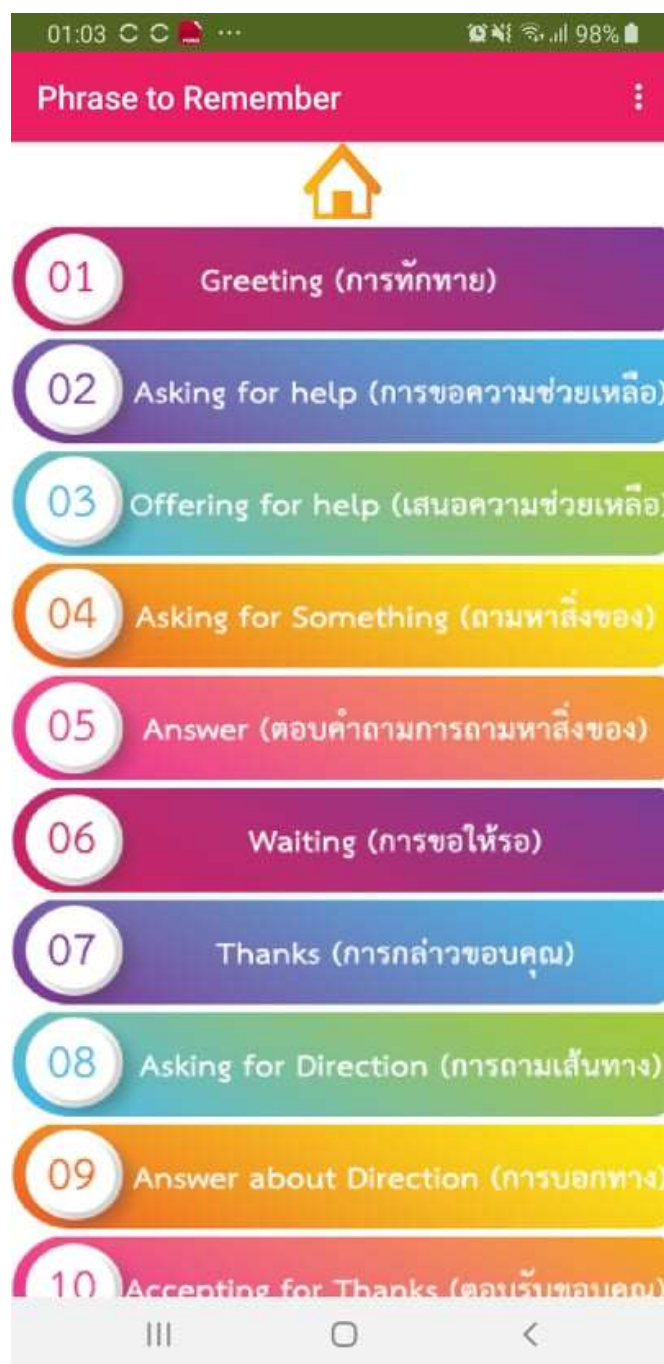 01:03 C C ... 98%
Phrase to Remember
01 Greeting (การทักทาย)
02 Asking for help (การขอความช่วยเหลือ)
03 Offering for help (เสนอความช่วยเหลือ)
04 Asking for Something (ถามหาสิ่งของ)
05 Answer (ตอบคำถามการถามหาสิ่งของ)
06 Waiting (การขอให้รอ)
07 Thanks (การกล่าวขอบคุณ)
08 Asking for Direction (การถามเส้นทาง)
09 Answer about Direction (การบอกทาง)
10 Accepting for Thanks (ตอบรับขอบคุณ)